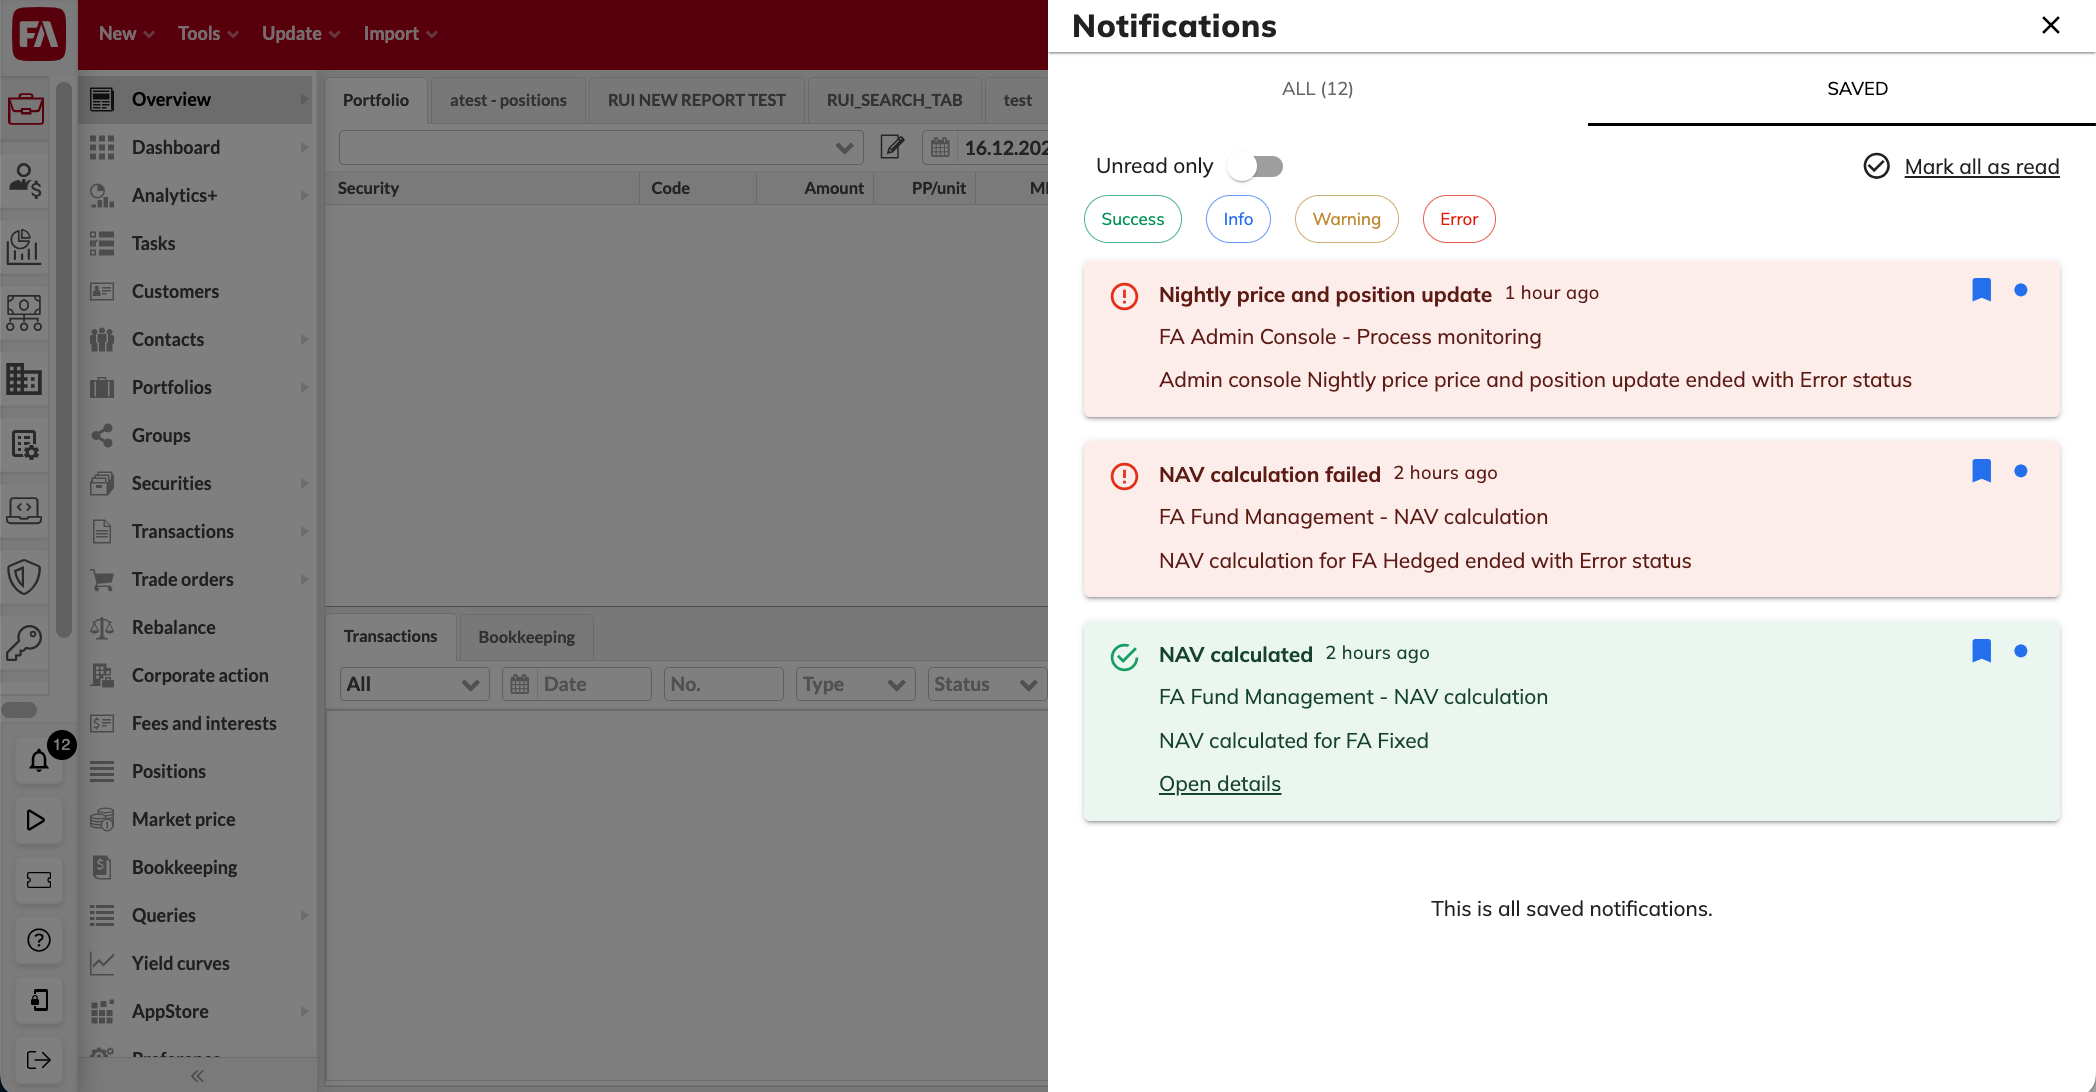 FA
New
Tools
Update
Import
Overview
Dashboard
Analytics+
Tasks
Customers
Contacts
Portfolios
Groups
Securities
Transactions
Trade orders
Rebalance
Corporate action
Fees and interests
Positions
Market price
Bookkeeping
Queries
Yield curves
AppStore
12
Portfolio
atest - positions
RUI NEW REPORT TEST
RUI_SEARCH_TAB
test
16.12.202
Security
Code
Amount
PP/unit
Transactions
Bookkeeping
All
Date
No.
Type
Status
Notifications
ALL (12)
SAVED
Unread only
Mark all as read
Success
Info
Warning
Error
Nightly price and position update 1 hour ago
FA Admin Console - Process monitoring
Admin console Nightly price price and position update ended with Error status
NAV calculation failed 2 hours ago
FA Fund Management - NAV calculation
NAV calculation for FA Hedged ended with Error status
NAV calculated 2 hours ago
FA Fund Management - NAV calculation
NAV calculated for FA Fixed
Open details
This is all saved notifications.